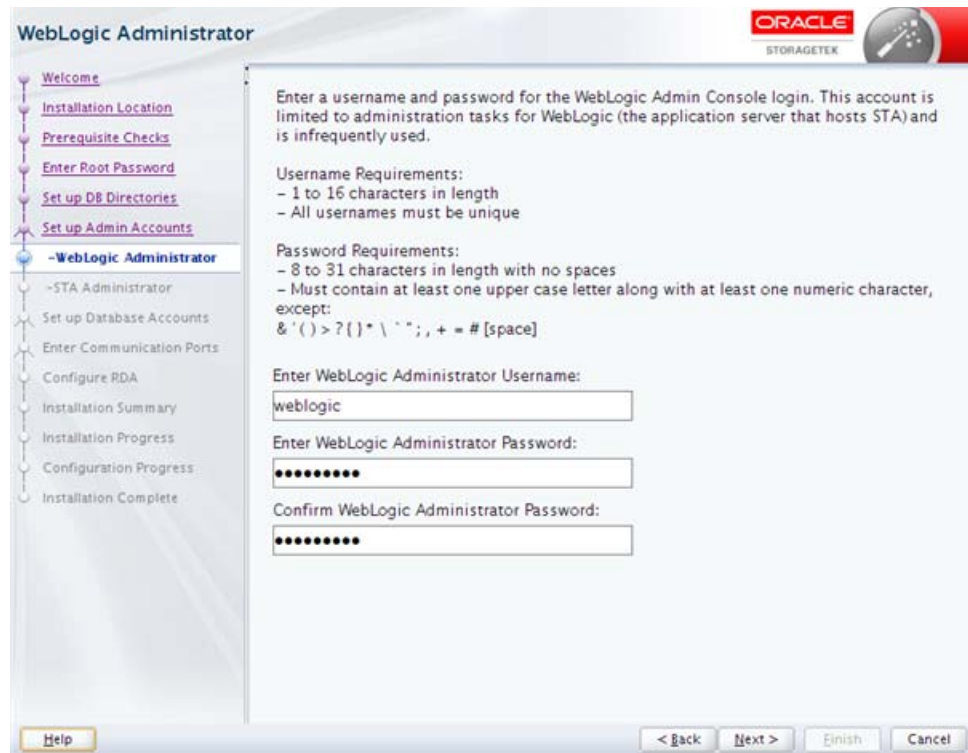 WebLogic Administrator
ORACLE
STORAGETEK
Welcome
Installation Location
Prerequisite Checks
Enter Root Password
Set up DB Directories
Set up Admin Accounts
-WebLogic Administrator
-STA Administrator
Set up Database Accounts
Enter Communication Ports
Configure RDA
Installation Summary
Installation Progress
Configuration Progress
Installation Complete
Enter a username and password for the WebLogic Admin Console login. This account is
limited to administration tasks for WebLogic (the application server that hosts STA) and
is infrequently used.
Username Requirements:
– 1 to 16 characters in length
– All usernames must be unique
Password Requirements:
– 8 to 31 characters in length with no spaces
– Must contain at least one upper case letter along with at least one numeric character,
except:
& ' ( ) > ? { } * \ ` " ; , + = # [space]
Enter WebLogic Administrator Username:
weblogic
Enter WebLogic Administrator Password:
•••••••••
Confirm WebLogic Administrator Password:
•••••••••
Help
< Back
Next >
Finish
Cancel